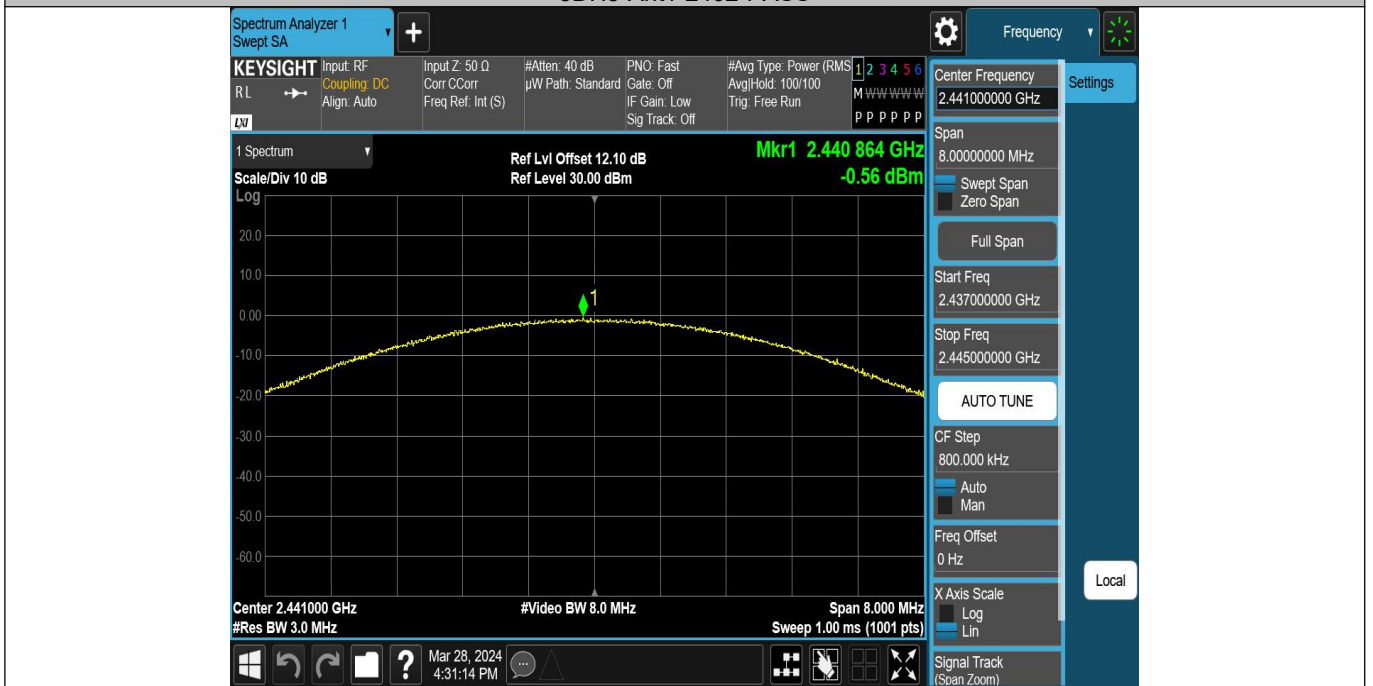 Spectrum Analyzer 1
Swept SA
+
Frequency
KEYSIGHT
RL
LXI
Input: RF
Coupling: DC
Align: Auto
Input Z: 50 Ω
Corr CCorr
Freq Ref: Int (S)
#Atten: 40 dB
µW Path: Standard
PNO: Fast
Gate: Off
IF Gain: Low
Sig Track: Off
#Avg Type: Power (RMS
Avg|Hold: 100/100
Trig: Free Run
1 2 3 4 5 6
M W W W W W
P P P P P P
1 Spectrum
Scale/Div 10 dB
Log
Ref Lvl Offset 12.10 dB
Ref Level 30.00 dBm
Mkr1 2.440 864 GHz
-0.56 dBm
20.0
10.0
0.00
-10.0
-20.0
-30.0
-40.0
-50.0
-60.0
1
Center 2.441000 GHz
#Res BW 3.0 MHz
#Video BW 8.0 MHz
Span 8.000 MHz
Sweep 1.00 ms (1001 pts)
Center Frequency
2.441000000 GHz
Settings
Span
8.00000000 MHz
Swept Span
Zero Span
Full Span
Start Freq
2.437000000 GHz
Stop Freq
2.445000000 GHz
AUTO TUNE
CF Step
800.000 kHz
Auto
Man
Freq Offset
0 Hz
Local
X Axis Scale
Log
Lin
Signal Track
(Span Zoom)
?
Mar 28, 2024
4:31:14 PM